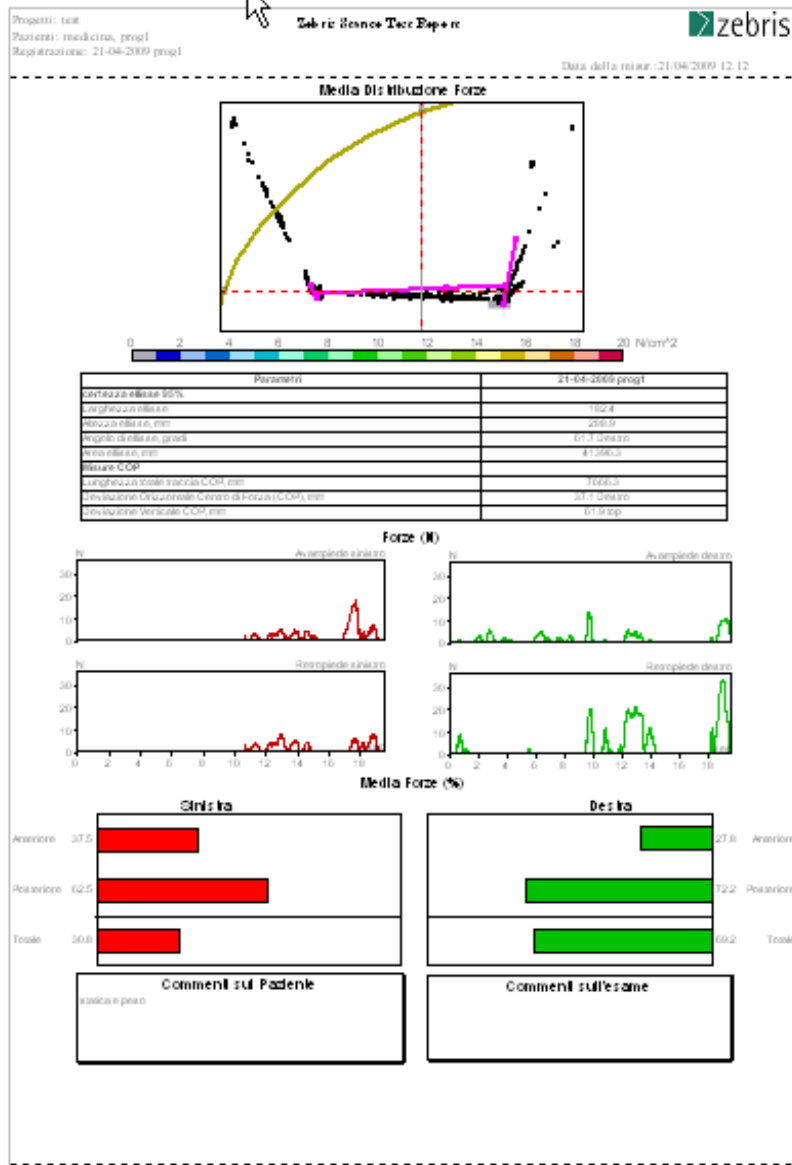 Progetti: test
Zebris Stance Test Report
zebris
Pazienti: medicina, prog1
Registrazione: 21-04-2009 prog1
Data della misur.:21/04/2009 12.12
Media Distribuzione Forze
0 2 4 6 8 10 12 14 16 18 20 N/cm^2
Parametri 21-04-2009 prog1
certezza ellisse 95%
Larghezza ellisse 182.4
Altezza ellisse, mm 288.9
Angolo di ellisse, gradi 61.7 Destro
Area ellisse, mm 41396.3
Misure COP
Lunghezza totale traccia COP, mm 7666.3
Deviazione Orizzontale Centro di Forza (COP), mm 37.1 Destro
Deviazione Verticale COP, mm 61.9 top
Forze (N)
N Avampiede sinistro N Avampiede destro
30 30
20 20
10 10
0 0
N Retropiede sinistro N Retropiede destro
30 30
20 20
10 10
0 0
0 2 4 6 8 10 12 14 16 18 0 2 4 6 8 10 12 14 16 18
Media Forze (%)
Sinistra Destra
Anteriore 37.5 27.8 Anteriore
Posteriore 62.5 72.2 Posteriore
Totale 30.8 69.2 Totale
Commenti sul Paziente Commenti sull'esame
statica e peso